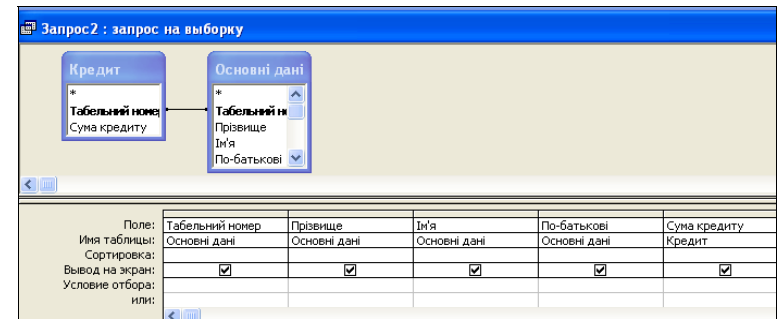 Запрос2 : запрос на выборку
Кредит
*
Табельний номер
Сума кредиту
Основні дані
*
Табельний н
Прізвище
Ім'я
По-батькові
Поле: Табельний номер Прізвище Ім'я По-батькові Сума кредиту
Имя таблицы: Основні дані Основні дані Основні дані Основні дані Кредит
Сортировка:
Вывод на экран:
Условие отбора:
или: